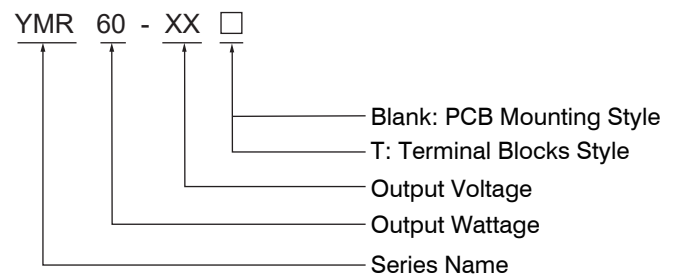 YMR 60 - XX □
Blank: PCB Mounting Style
T: Terminal Blocks Style
Output Voltage
Output Wattage
Series Name